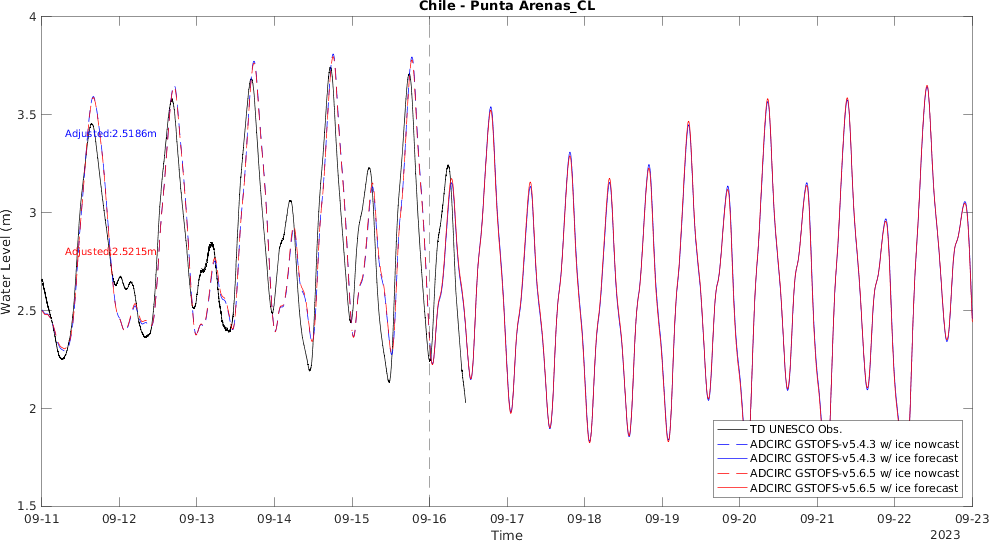 Chile - Punta Arenas_CL
4
3.5
3
2.5
2
1.5
Water Level (m)
Adjusted:2.5186m
Adjusted:2.5215m
TD UNESCO Obs.
ADCIRC GSTOFS-v5.4.3 w/ ice nowcast
ADCIRC GSTOFS-v5.4.3 w/ ice forecast
ADCIRC GSTOFS-v5.6.5 w/ ice nowcast
ADCIRC GSTOFS-v5.6.5 w/ ice forecast
09-11 09-12 09-13 09-14 09-15 09-16 09-17 09-18 09-19 09-20 09-21 09-22 09-23
Time
2023